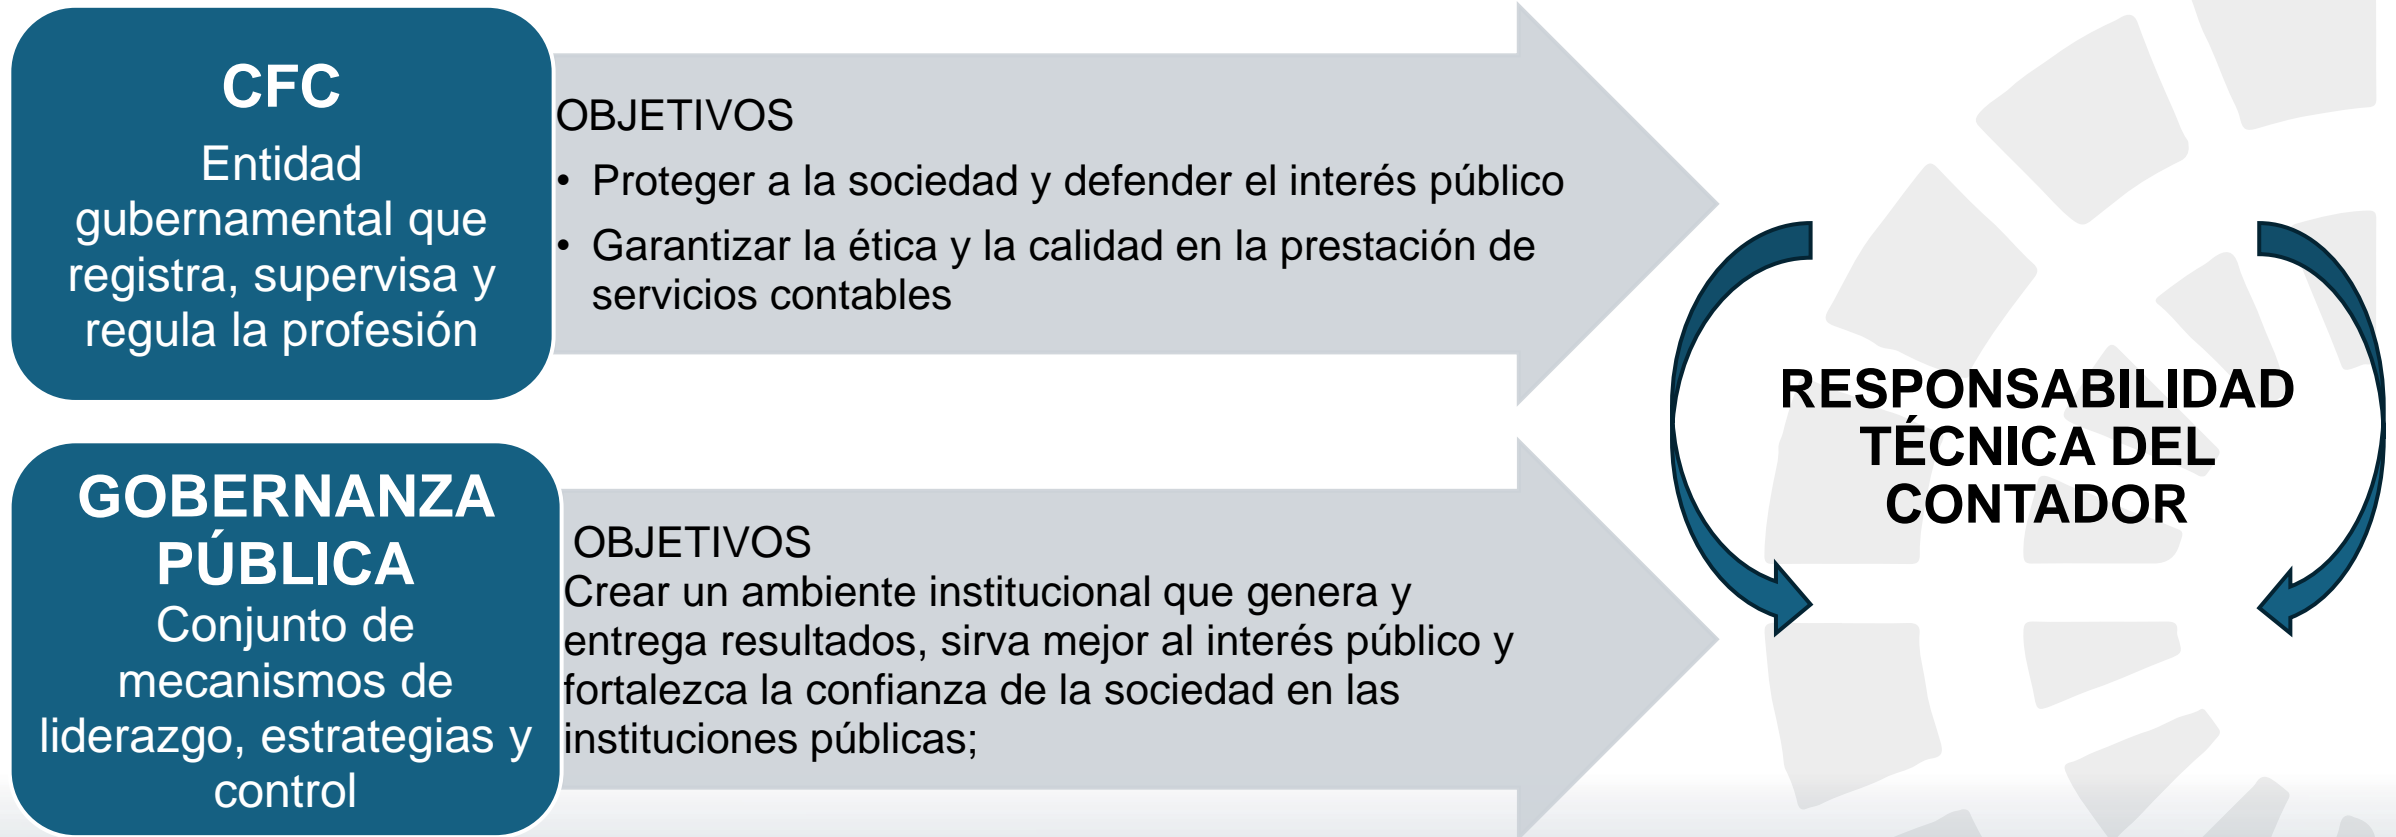 CFC
Entidad
gubernamental que
registra, supervisa y
regula la profesión
OBJETIVOS
• Proteger a la sociedad y defender el interés público
• Garantizar la ética y la calidad en la prestación de
servicios contables
GOBERNANZA
PÚBLICA
Conjunto de
mecanismos de
liderazgo, estrategias y
control
OBJETIVOS
Crear un ambiente institucional que genera y
entrega resultados, sirva mejor al interés público y
fortalezca la confianza de la sociedad en las
instituciones públicas;
RESPONSABILIDAD
TÉCNICA DEL
CONTADOR